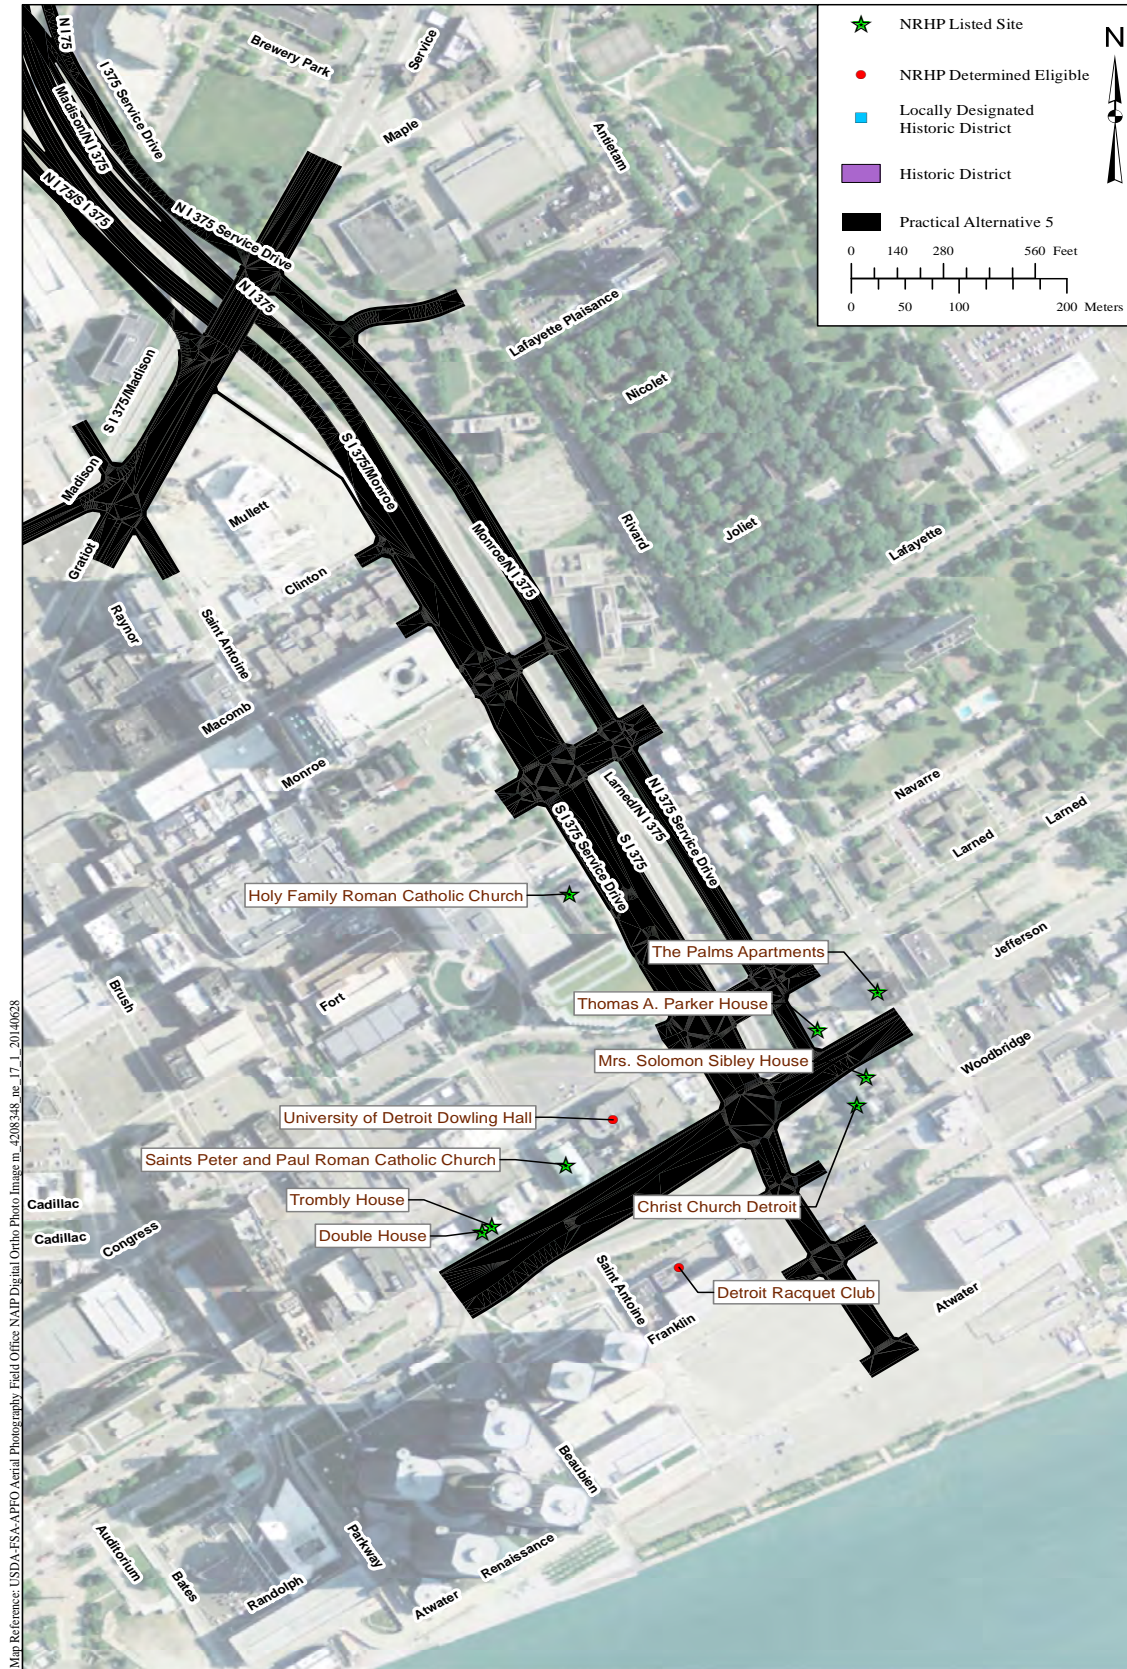 NRHP Listed Site
NRHP Determined Eligible
Locally Designated
Historic District
Historic District
Practical Alternative 5
0 140 280 560 Feet
0 50 100 200 Meters
N
N I 75
I 375 Service Drive
Madison/N I 375
N I 75/S I 375
Brewery Park
Service
Maple
Antietam
N I 375 Service Drive
N I 375
Lafayette Plaisance
Nicolet
S I 375/Madison
Madison
Gratiot
Mullett
S I 375/Monroe
Clinton
Monroe/N I 375
Rivard
Joliet
Lafayette
Raynor
Saint Antoine
Macomb
Monroe
Larned/N I 375
N I 375 Service Drive
S I 375
S I 375 Service Drive
Navarre
Larned
Larned
Holy Family Roman Catholic Church
The Palms Apartments
Jefferson
Brush
Fort
Thomas A. Parker House
Mrs. Solomon Sibley House
Woodbridge
University of Detroit Dowling Hall
Saints Peter and Paul Roman Catholic Church
Trombly House
Double House
Christ Church Detroit
Cadillac
Cadillac
Congress
Saint Antoine
Franklin
Detroit Racquet Club
Atwater
Beaubien
Renaissance
Parkway
Auditorium
Bates
Randolph
Atwater
Map Reference: USDA-FSA-APFO Aerial Photography Field Office NAIP Digital Ortho Photo Image m_4208348_ne_17_1_20140628